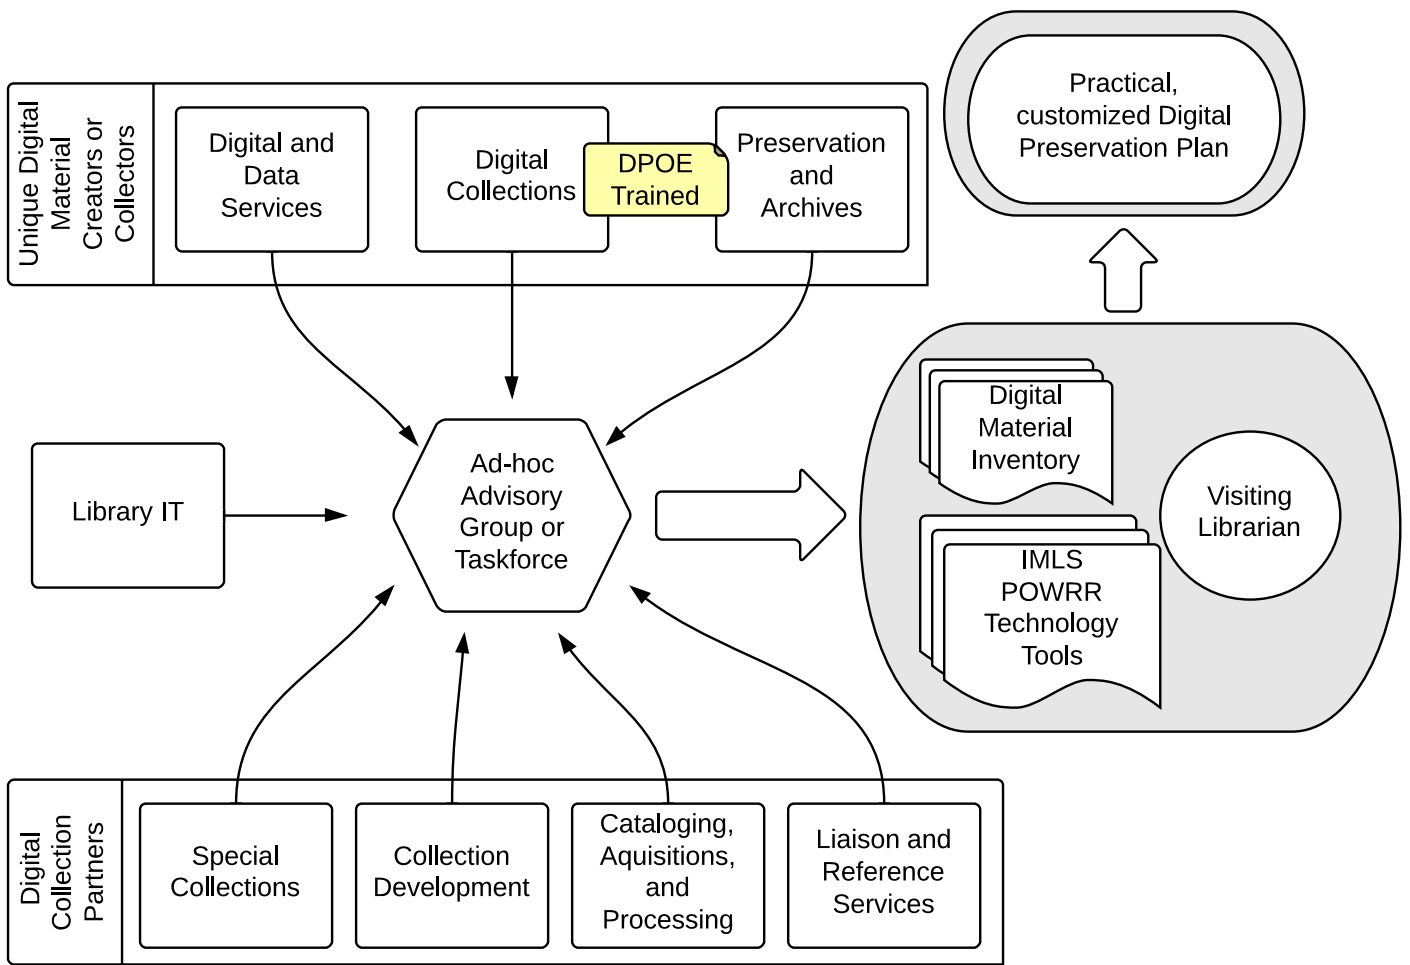 Unique Digital
Material
Creators or
Collectors
Digital and
Data
Services
Digital
Collections
DPOE
Trained
Preservation
and
Archives
Practical,
customized Digital
Preservation Plan
Library IT
Ad-hoc
Advisory
Group or
Taskforce
Digital
Material
Inventory
IMLS
POWRR
Technology
Tools
Visiting
Librarian
Digital
Collection
Partners
Special
Collections
Collection
Development
Cataloging,
Aquisitions,
and
Processing
Liaison and
Reference
Services